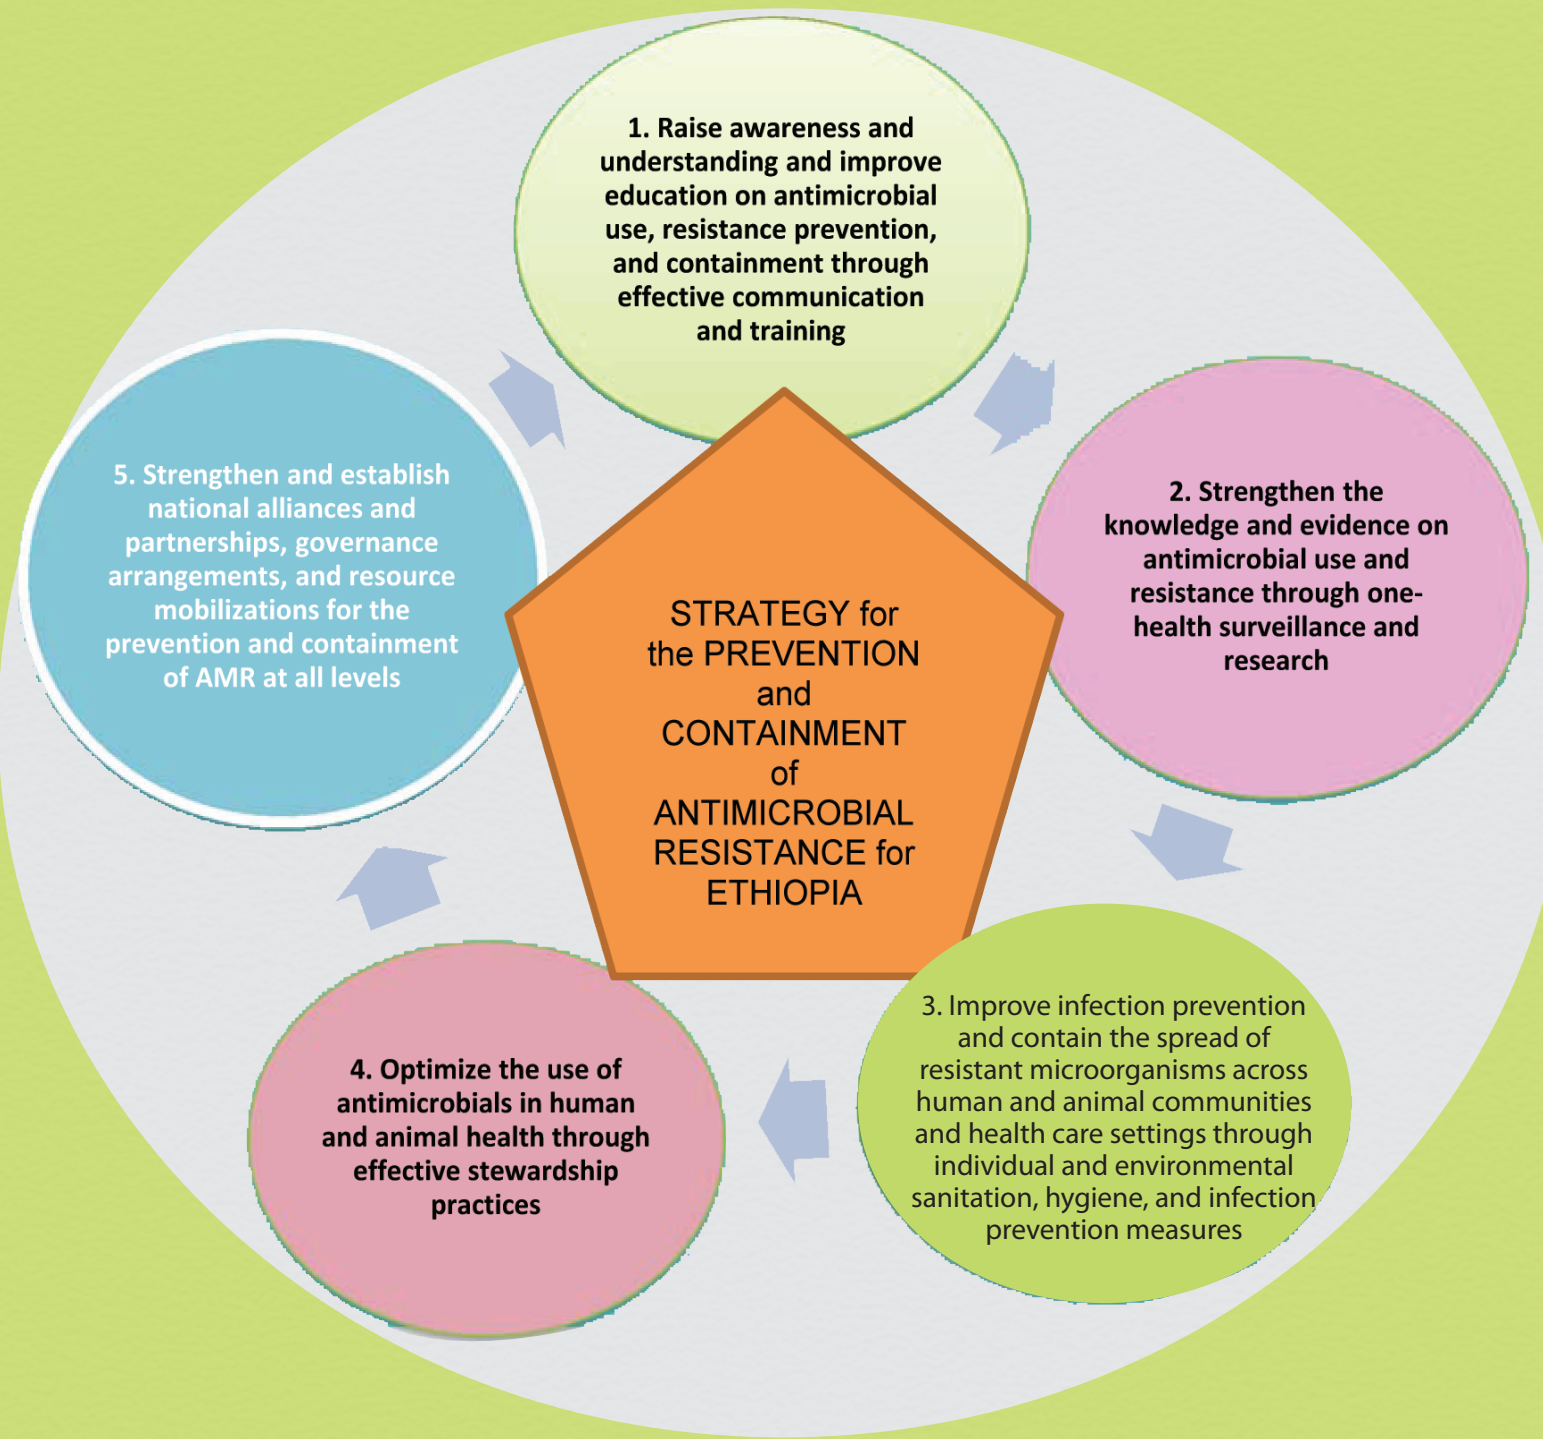 1. Raise awareness and
understanding and improve
education on antimicrobial
use, resistance prevention,
and containment through
effective communication
and training
2. Strengthen the
knowledge and evidence on
antimicrobial use and
resistance through one-
health surveillance and
research
3. Improve infection prevention
and contain the spread of
resistant microorganisms across
human and animal communities
and health care settings through
individual and environmental
sanitation, hygiene, and infection
prevention measures
4. Optimize the use of
antimicrobials in human
and animal health through
effective stewardship
practices
5. Strengthen and establish
national alliances and
partnerships, governance
arrangements, and resource
mobilizations for the
prevention and containment
of AMR at all levels
STRATEGY for
the PREVENTION
and
CONTAINMENT
of
ANTIMICROBIAL
RESISTANCE for
ETHIOPIA